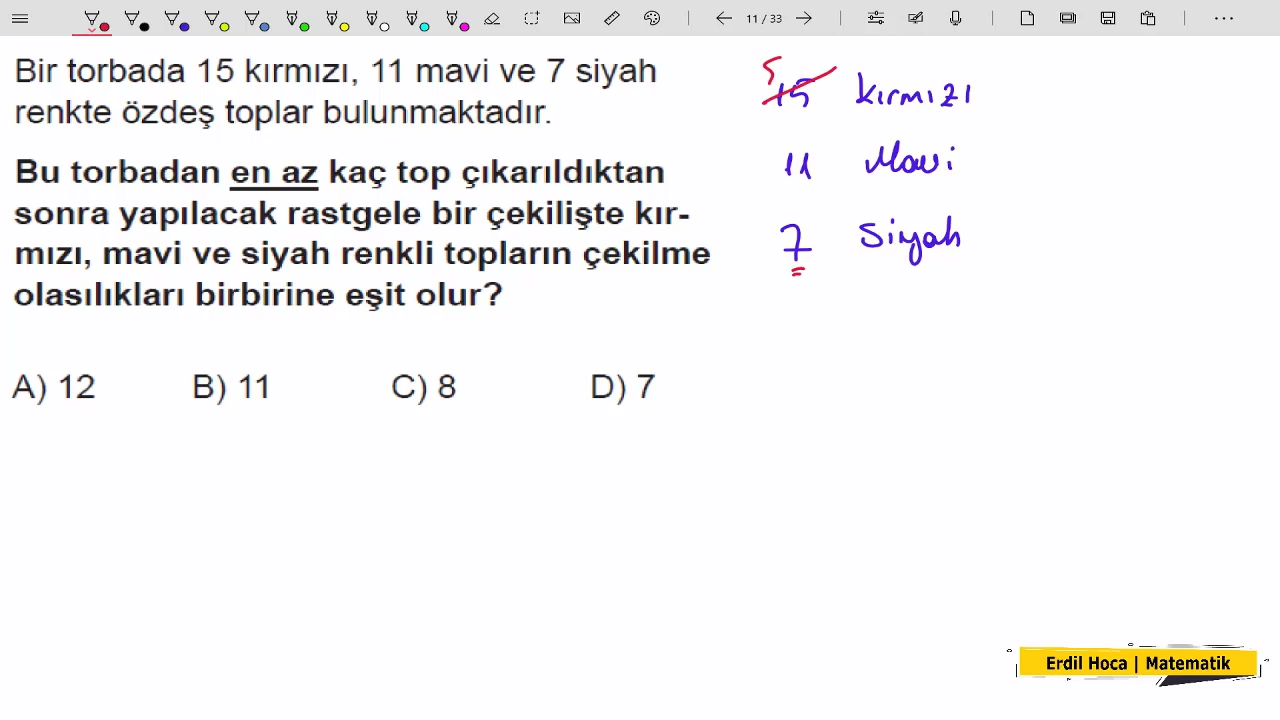 11 / 33
Bir torbada 15 kırmızı, 11 mavi ve 7 siyah
renkte özdeş toplar bulunmaktadır.
Bu torbadan en az kaç top çıkarıldıktan
sonra yapılacak rastgele bir çekilişte kır-
mızı, mavi ve siyah renkli topların çekilme
olasılıkları birbirine eşit olur?
A) 12 B) 11 C) 8 D) 7
5
15 kırmızı
11 Mavi
7 Siyah
Erdil Hoca | Matematik